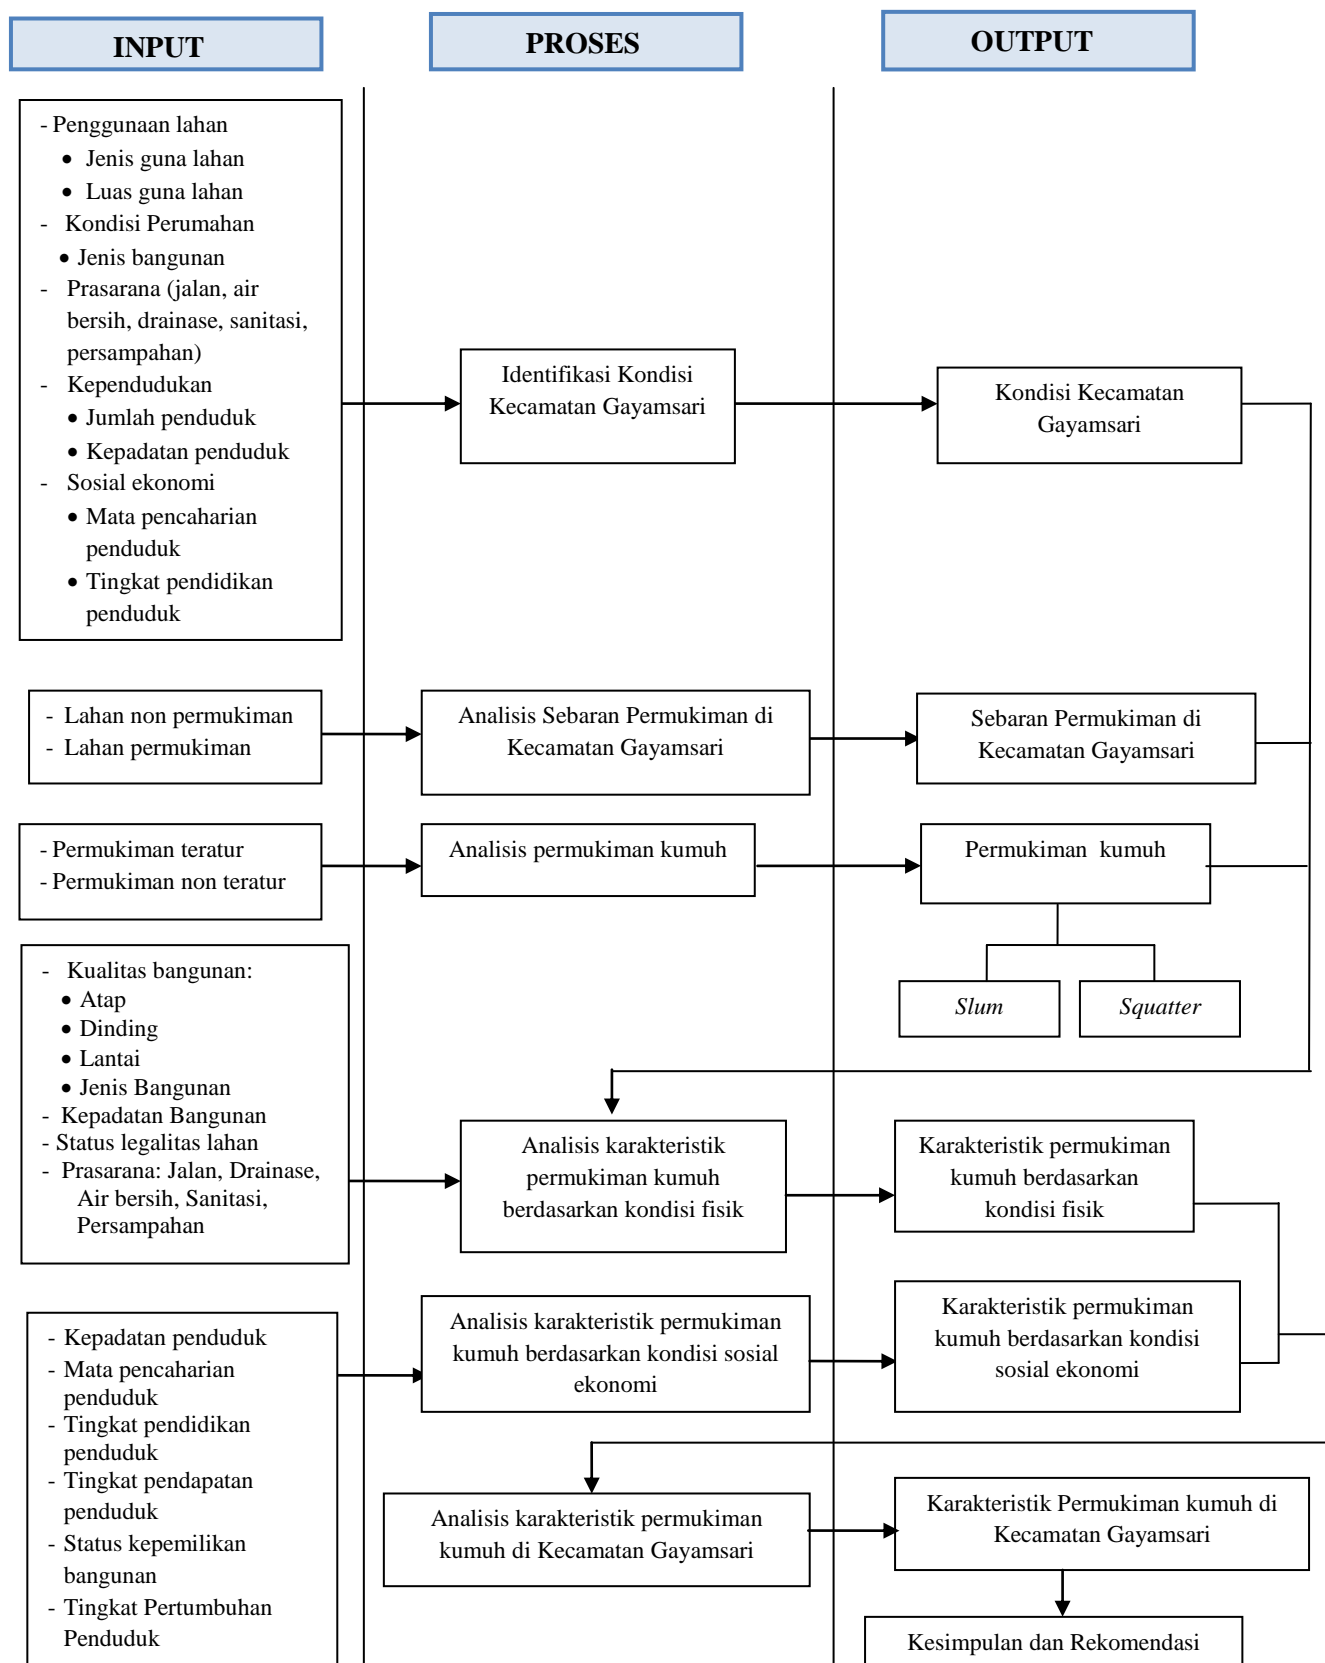 INPUT
PROSES
OUTPUT
- Penggunaan lahan
• Jenis guna lahan
• Luas guna lahan
- Kondisi Perumahan
• Jenis bangunan
- Prasarana (jalan, air
bersih, drainase, sanitasi,
persampahan)
- Kependudukan
• Jumlah penduduk
• Kepadatan penduduk
- Sosial ekonomi
• Mata pencaharian
penduduk
• Tingkat pendidikan
penduduk
Identifikasi Kondisi
Kecamatan Gayamsari
Kondisi Kecamatan
Gayamsari
- Lahan non permukiman
- Lahan permukiman
Analisis Sebaran Permukiman di
Kecamatan Gayamsari
Sebaran Permukiman di
Kecamatan Gayamsari
- Permukiman teratur
- Permukiman non teratur
Analisis permukiman kumuh
Permukiman kumuh
Slum
Squatter
- Kualitas bangunan:
• Atap
• Dinding
• Lantai
• Jenis Bangunan
- Kepadatan Bangunan
- Status legalitas lahan
- Prasarana: Jalan, Drainase,
Air bersih, Sanitasi,
Persampahan
Analisis karakteristik
permukiman kumuh
berdasarkan kondisi fisik
Karakteristik permukiman
kumuh berdasarkan
kondisi fisik
- Kepadatan penduduk
- Mata pencaharian
penduduk
- Tingkat pendidikan
penduduk
- Tingkat pendapatan
penduduk
- Status kepemilikan
bangunan
- Tingkat Pertumbuhan
Penduduk
Analisis karakteristik permukiman
kumuh berdasarkan kondisi sosial
ekonomi
Karakteristik permukiman
kumuh berdasarkan kondisi
sosial ekonomi
Analisis karakteristik permukiman
kumuh di Kecamatan Gayamsari
Karakteristik Permukiman kumuh di
Kecamatan Gayamsari
Kesimpulan dan Rekomendasi